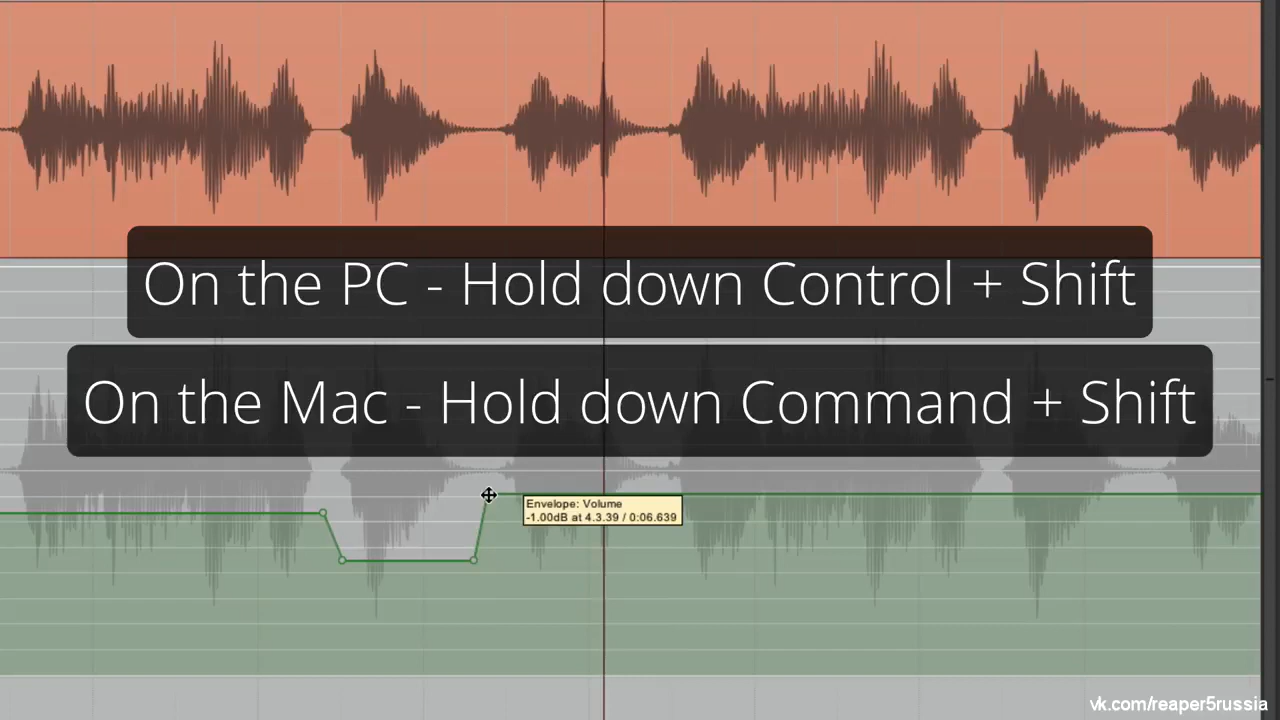 On the PC - Hold down Control + Shift
On the Mac - Hold down Command + Shift
Envelope: Volume
-1.00dB at 4.3.39 / 0:06.639
vk.com/reaper5russia